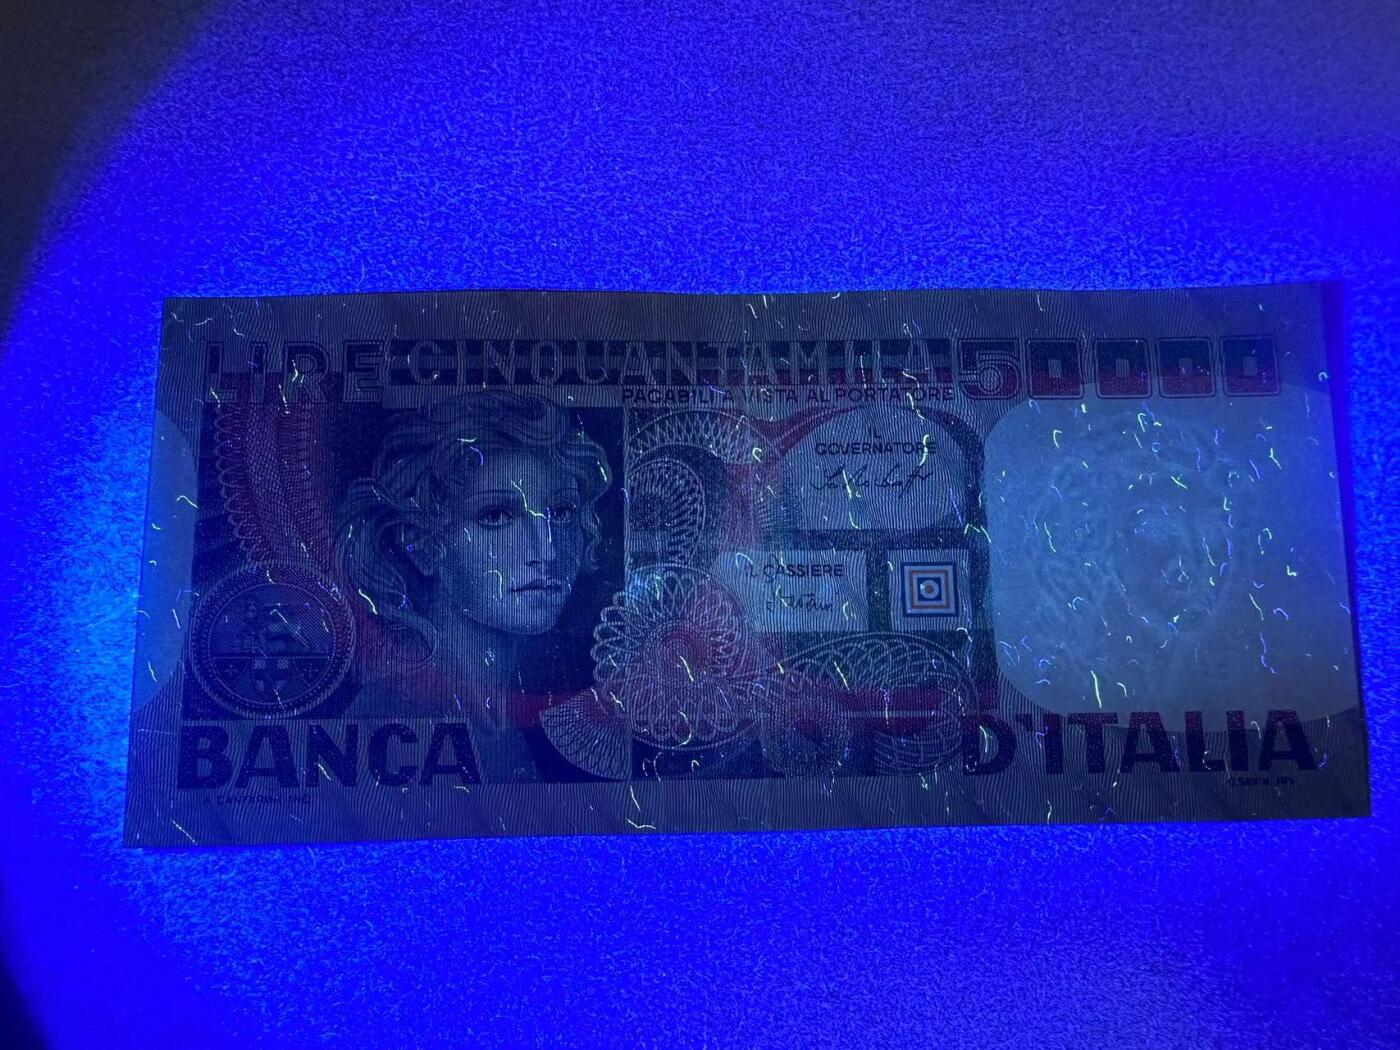 LIRE CINQUANTAMILA 50000
PAGABILI A VISTA AL PORTATORE
IL
GOVERNATORE
IL CASSIERE
BANCA D'ITALIA